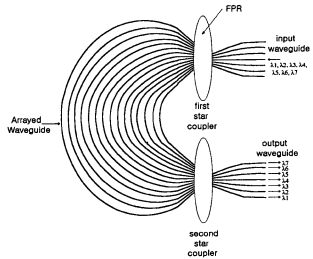 FPR
input
waveguide
λ1, λ2, λ3, λ4,
λ5, λ6, λ7
first
star
coupler
Arrayed
Waveguide
output
waveguide
λ7
λ6
λ5
λ4
λ3
λ2
λ1
second
star
coupler